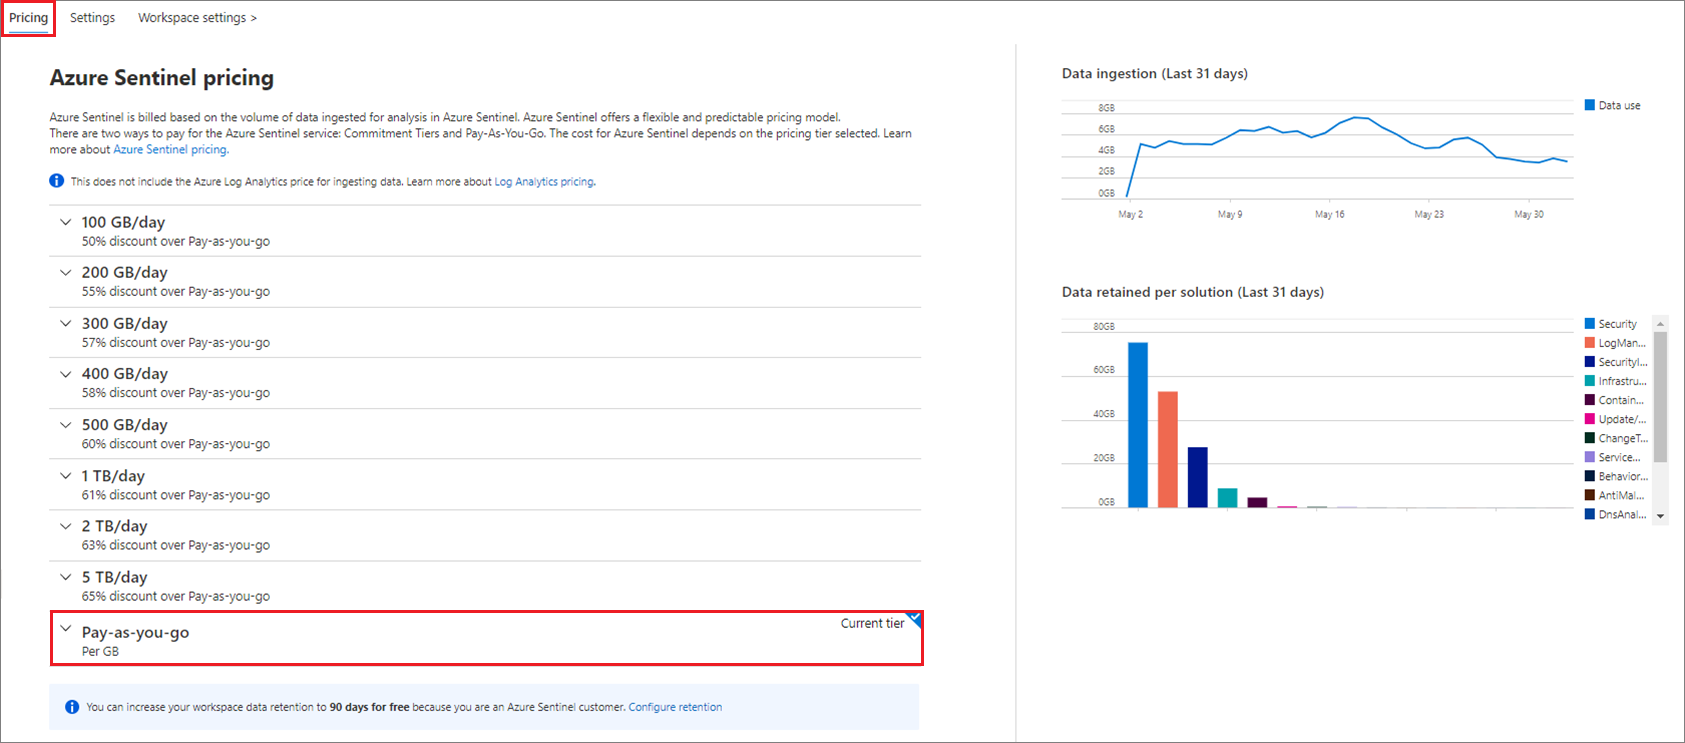 Pricing
Settings
Workspace settings >
Azure Sentinel pricing
Azure Sentinel is billed based on the volume of data ingested for analysis in Azure Sentinel. Azure Sentinel offers a flexible and predictable pricing model.
There are two ways to pay for the Azure Sentinel service: Commitment Tiers and Pay-As-You-Go. The cost for Azure Sentinel depends on the pricing tier selected. Learn
more about Azure Sentinel pricing.
This does not include the Azure Log Analytics price for ingesting data. Learn more about Log Analytics pricing.
100 GB/day
50% discount over Pay-as-you-go
200 GB/day
55% discount over Pay-as-you-go
300 GB/day
57% discount over Pay-as-you-go
400 GB/day
58% discount over Pay-as-you-go
500 GB/day
60% discount over Pay-as-you-go
1 TB/day
61% discount over Pay-as-you-go
2 TB/day
63% discount over Pay-as-you-go
5 TB/day
65% discount over Pay-as-you-go
Pay-as-you-go
Per GB
Current tier
You can increase your workspace data retention to 90 days for free because you are an Azure Sentinel customer. Configure retention
Data ingestion (Last 31 days)
8GB
6GB
4GB
2GB
0GB
May 2
May 9
May 16
May 23
May 30
Data use
Data retained per solution (Last 31 days)
80GB
60GB
40GB
20GB
0GB
Security
LogMan...
SecurityI...
Infrastru...
Contain...
Update/...
ChangeT...
Service...
Behavior...
AntiMal...
DnsAnal...